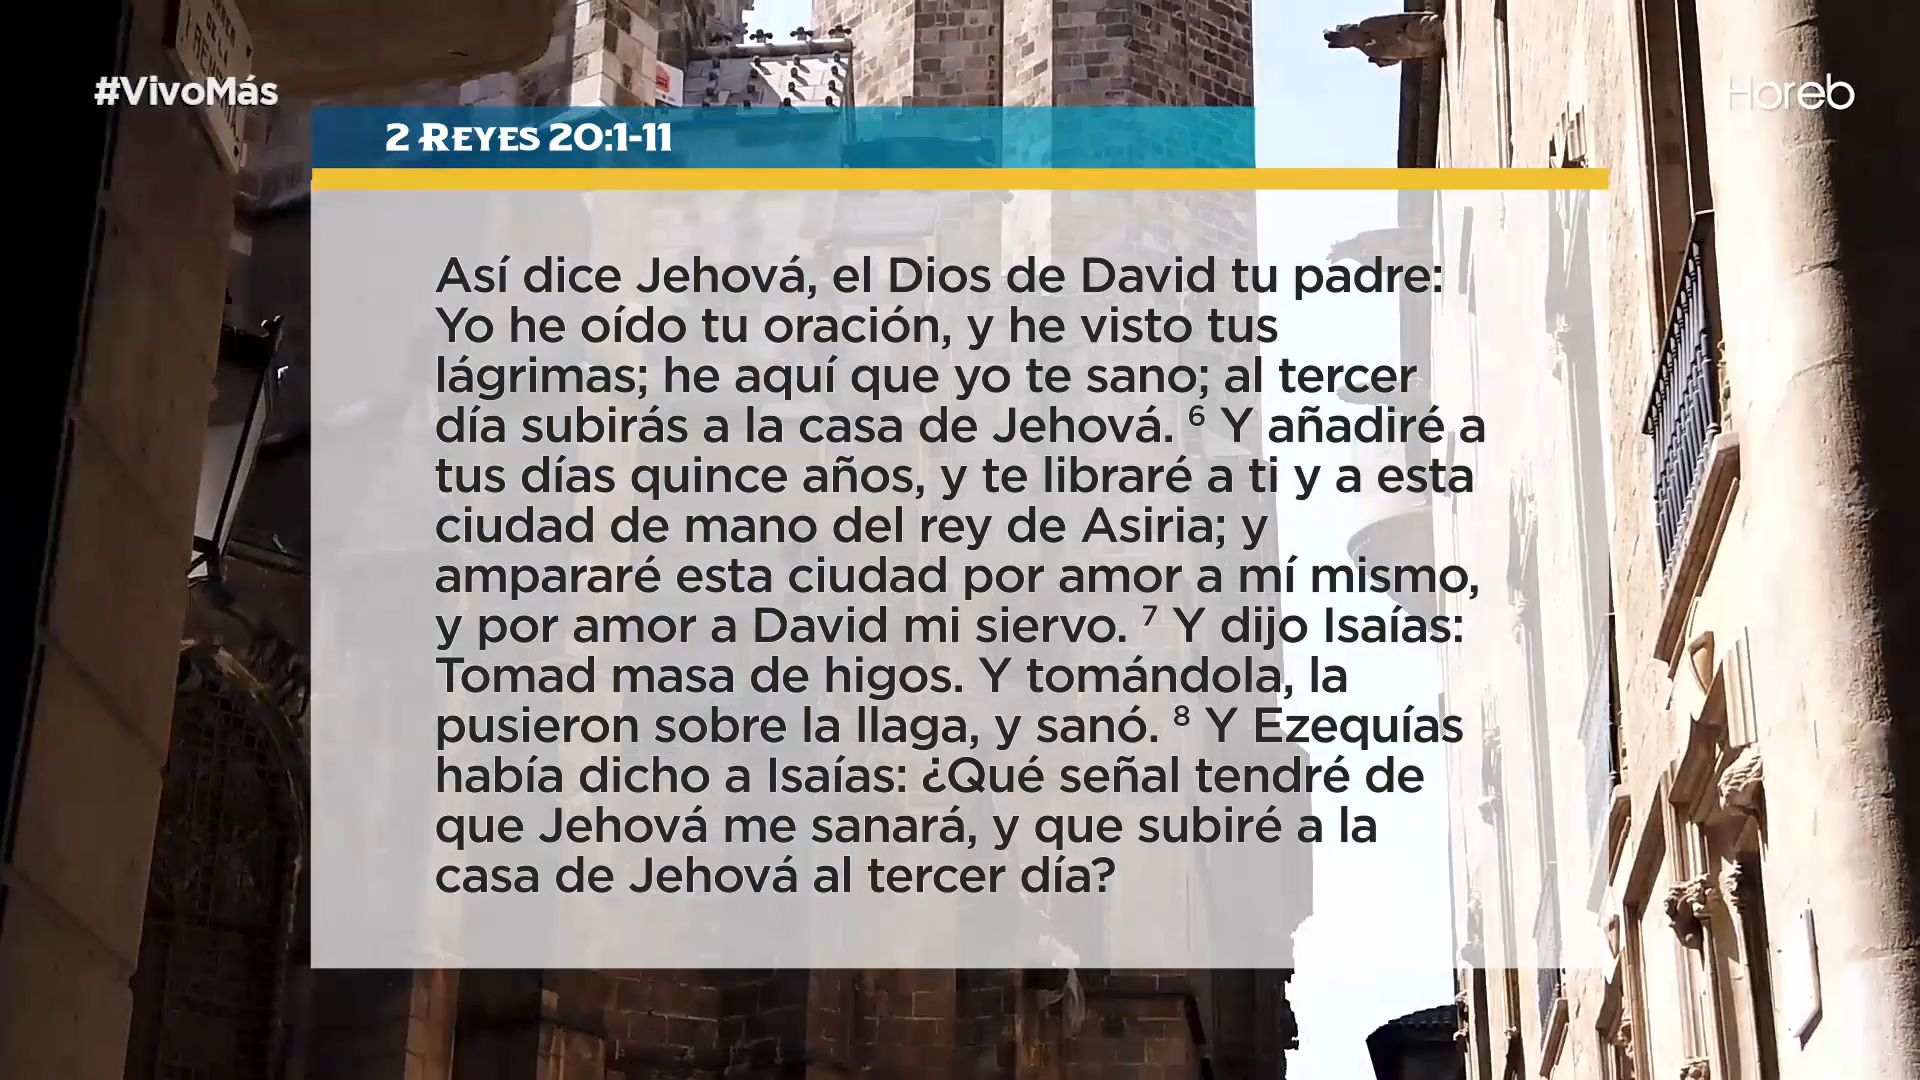 #VivoMás
Horeb
2 REYES 20:1-11
Así dice Jehová, el Dios de David tu padre:
Yo he oído tu oración, y he visto tus
lágrimas; he aquí que yo te sano; al tercer
día subirás a la casa de Jehová. ⁶ Y añadiré a
tus días quince años, y te libraré a ti y a esta
ciudad de mano del rey de Asiria; y
ampararé esta ciudad por amor a mí mismo,
y por amor a David mi siervo. ⁷ Y dijo Isaías:
Tomad masa de higos. Y tomándola, la
pusieron sobre la llaga, y sanó. ⁸ Y Ezequías
había dicho a Isaías: ¿Qué señal tendré de
que Jehová me sanará, y que subiré a la
casa de Jehová al tercer día?